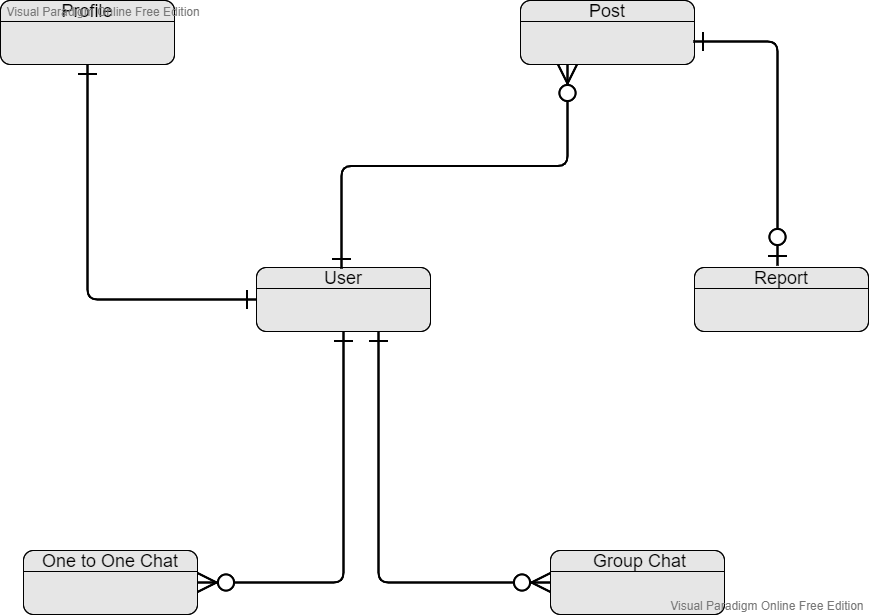 Profile
Visual Paradigm Online Free Edition
Post
User
Report
One to One Chat
Group Chat
Visual Paradigm Online Free Edition